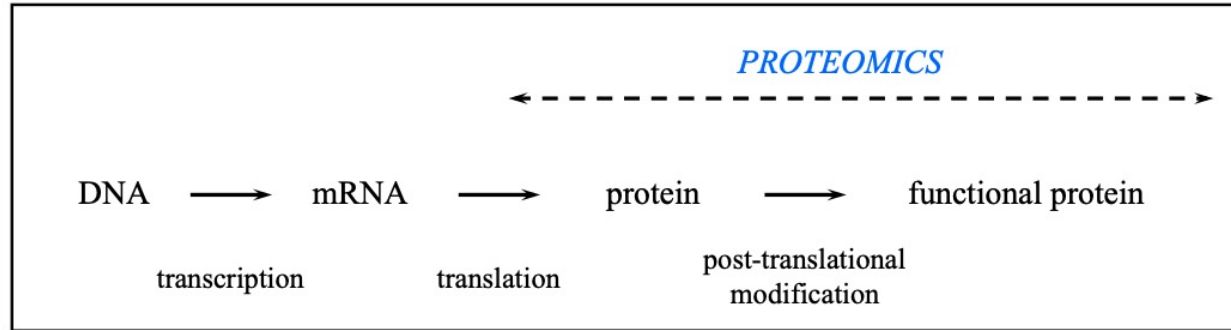 PROTEOMICS
DNA mRNA protein functional protein
transcription translation post-translational
modification